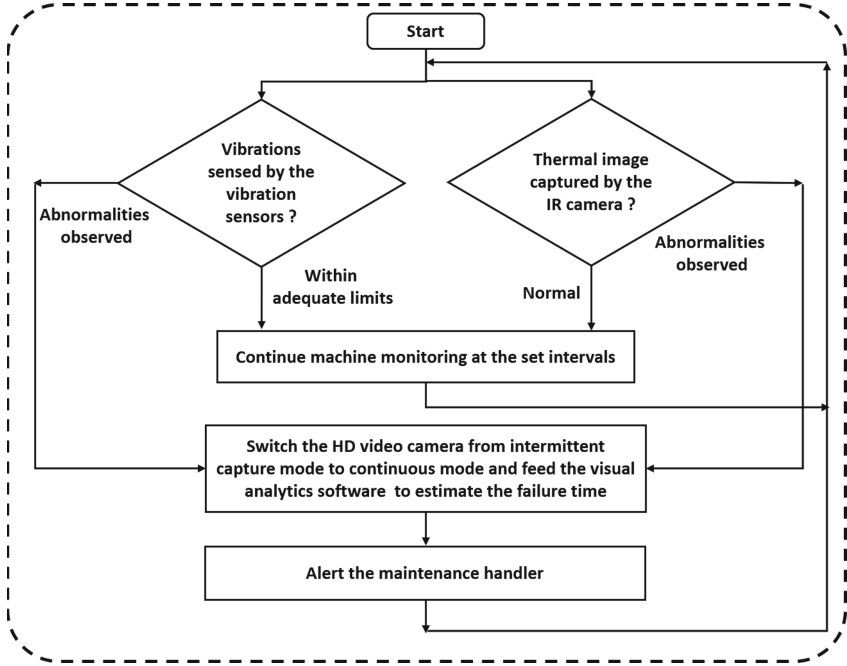 Start
Vibrations
sensed by the
vibration
sensors ?
Thermal image
captured by the
IR camera ?
Abnormalities
observed
Abnormalities
observed
Within
adequate limits
Normal
Continue machine monitoring at the set intervals
Switch the HD video camera from intermittent
capture mode to continuous mode and feed the visual
analytics software to estimate the failure time
Alert the maintenance handler